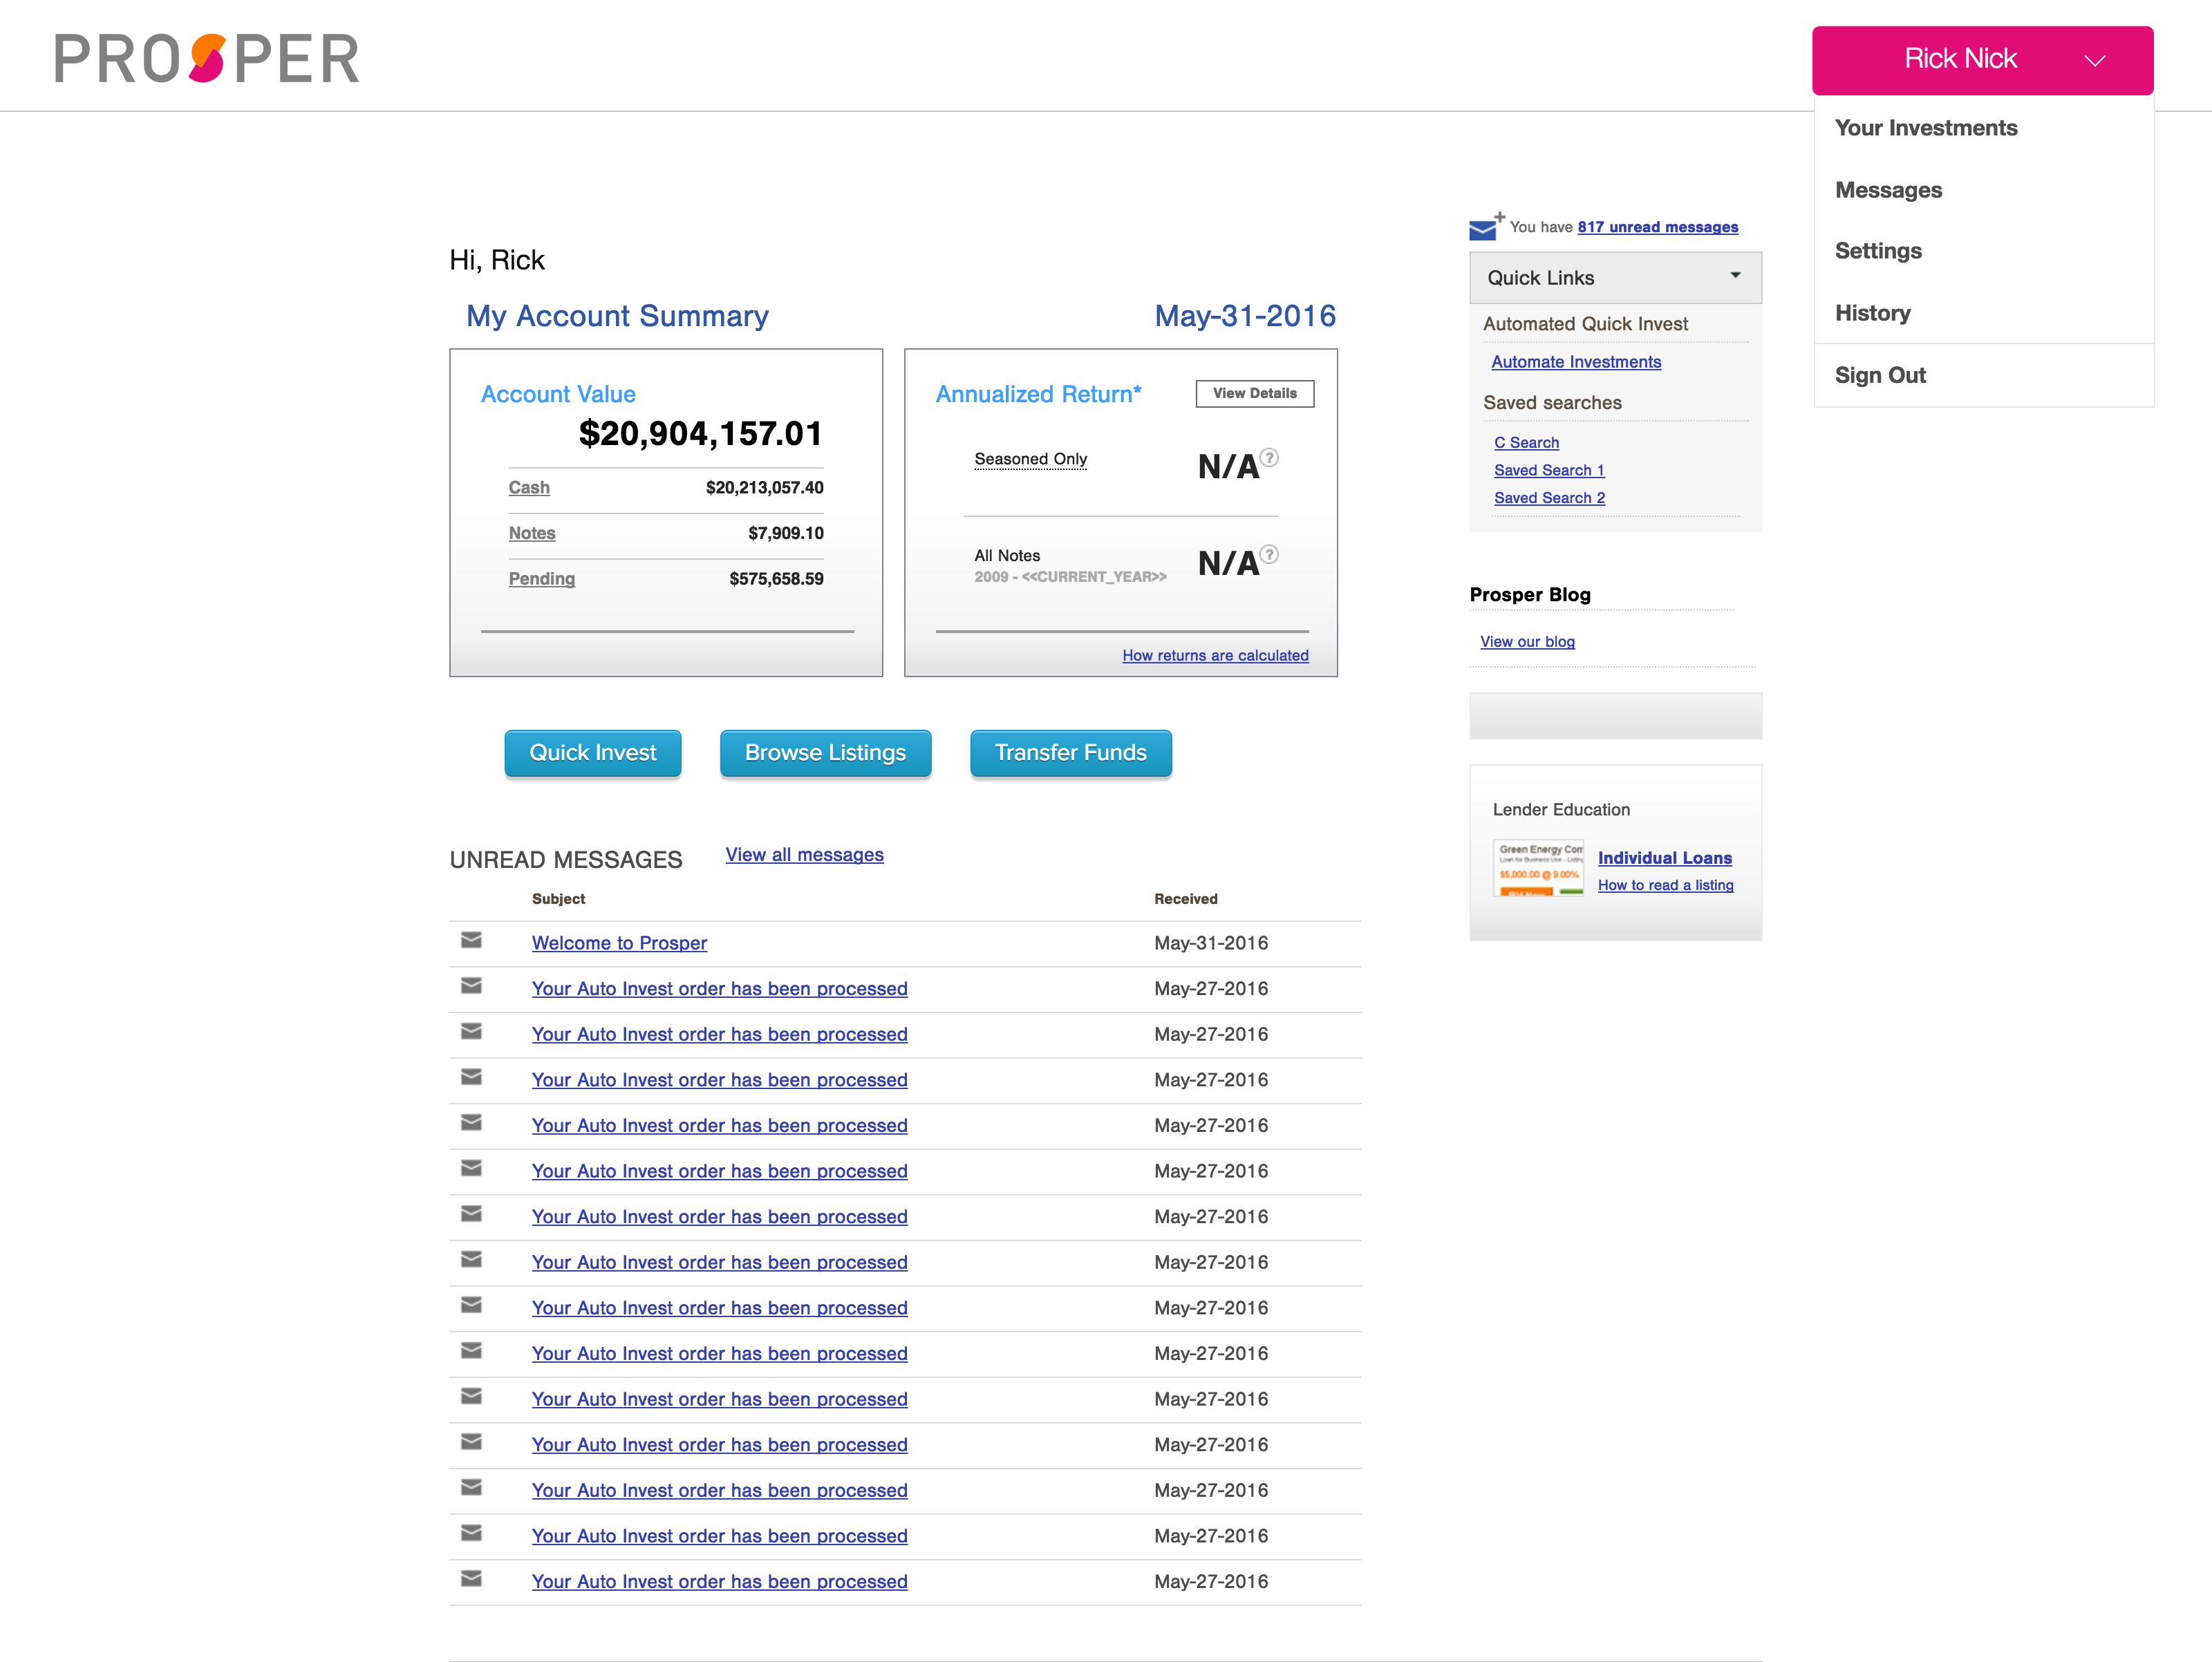 PROSPER
Rick Nick
Your Investments
Messages
Settings
History
Sign Out
You have 817 unread messages
Hi, Rick
My Account Summary
May-31-2016
Account Value
$20,904,157.01
Cash $20,213,057.40
Notes $7,909.10
Pending $575,658.59
Annualized Return*
View Details
Seasoned Only N/A ?
All Notes N/A ?
2009 - <<CURRENT_YEAR>>
How returns are calculated
Quick Links
Automated Quick Invest
Automate Investments
Saved searches
C Search
Saved Search 1
Saved Search 2
Prosper Blog
View our blog
Quick Invest
Browse Listings
Transfer Funds
Lender Education
Green Energy Com
Loan for Business Use - Listing
$5,000.00 @ 9.00%
Bid Now
Individual Loans
How to read a listing
UNREAD MESSAGES
View all messages
Subject Received
Welcome to Prosper May-31-2016
Your Auto Invest order has been processed May-27-2016
Your Auto Invest order has been processed May-27-2016
Your Auto Invest order has been processed May-27-2016
Your Auto Invest order has been processed May-27-2016
Your Auto Invest order has been processed May-27-2016
Your Auto Invest order has been processed May-27-2016
Your Auto Invest order has been processed May-27-2016
Your Auto Invest order has been processed May-27-2016
Your Auto Invest order has been processed May-27-2016
Your Auto Invest order has been processed May-27-2016
Your Auto Invest order has been processed May-27-2016
Your Auto Invest order has been processed May-27-2016
Your Auto Invest order has been processed May-27-2016
Your Auto Invest order has been processed May-27-2016